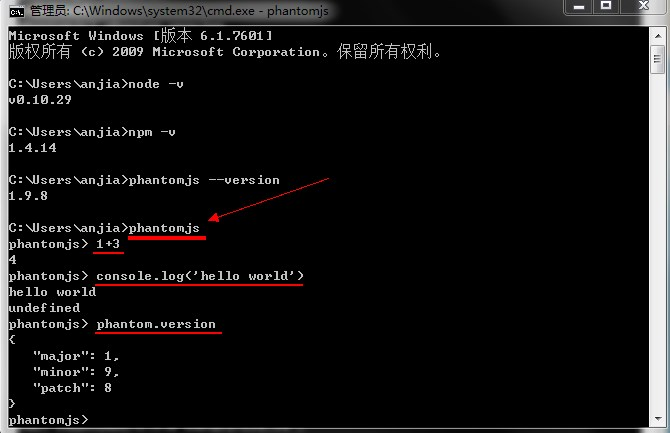 管理员: C:\Windows\system32\cmd.exe - phantomjs
Microsoft Windows [版本 6.1.7601]
版权所有 (c) 2009 Microsoft Corporation。保留所有权利。
C:\Users\anjia>node -v
v0.10.29
C:\Users\anjia>npm -v
1.4.14
C:\Users\anjia>phantomjs --version
1.9.8
C:\Users\anjia>phantomjs
phantomjs> 1+3
4
phantomjs> console.log('hello world')
hello world
undefined
phantomjs> phantom.version
{
   "major": 1,
   "minor": 9,
   "patch": 8
}
phantomjs>